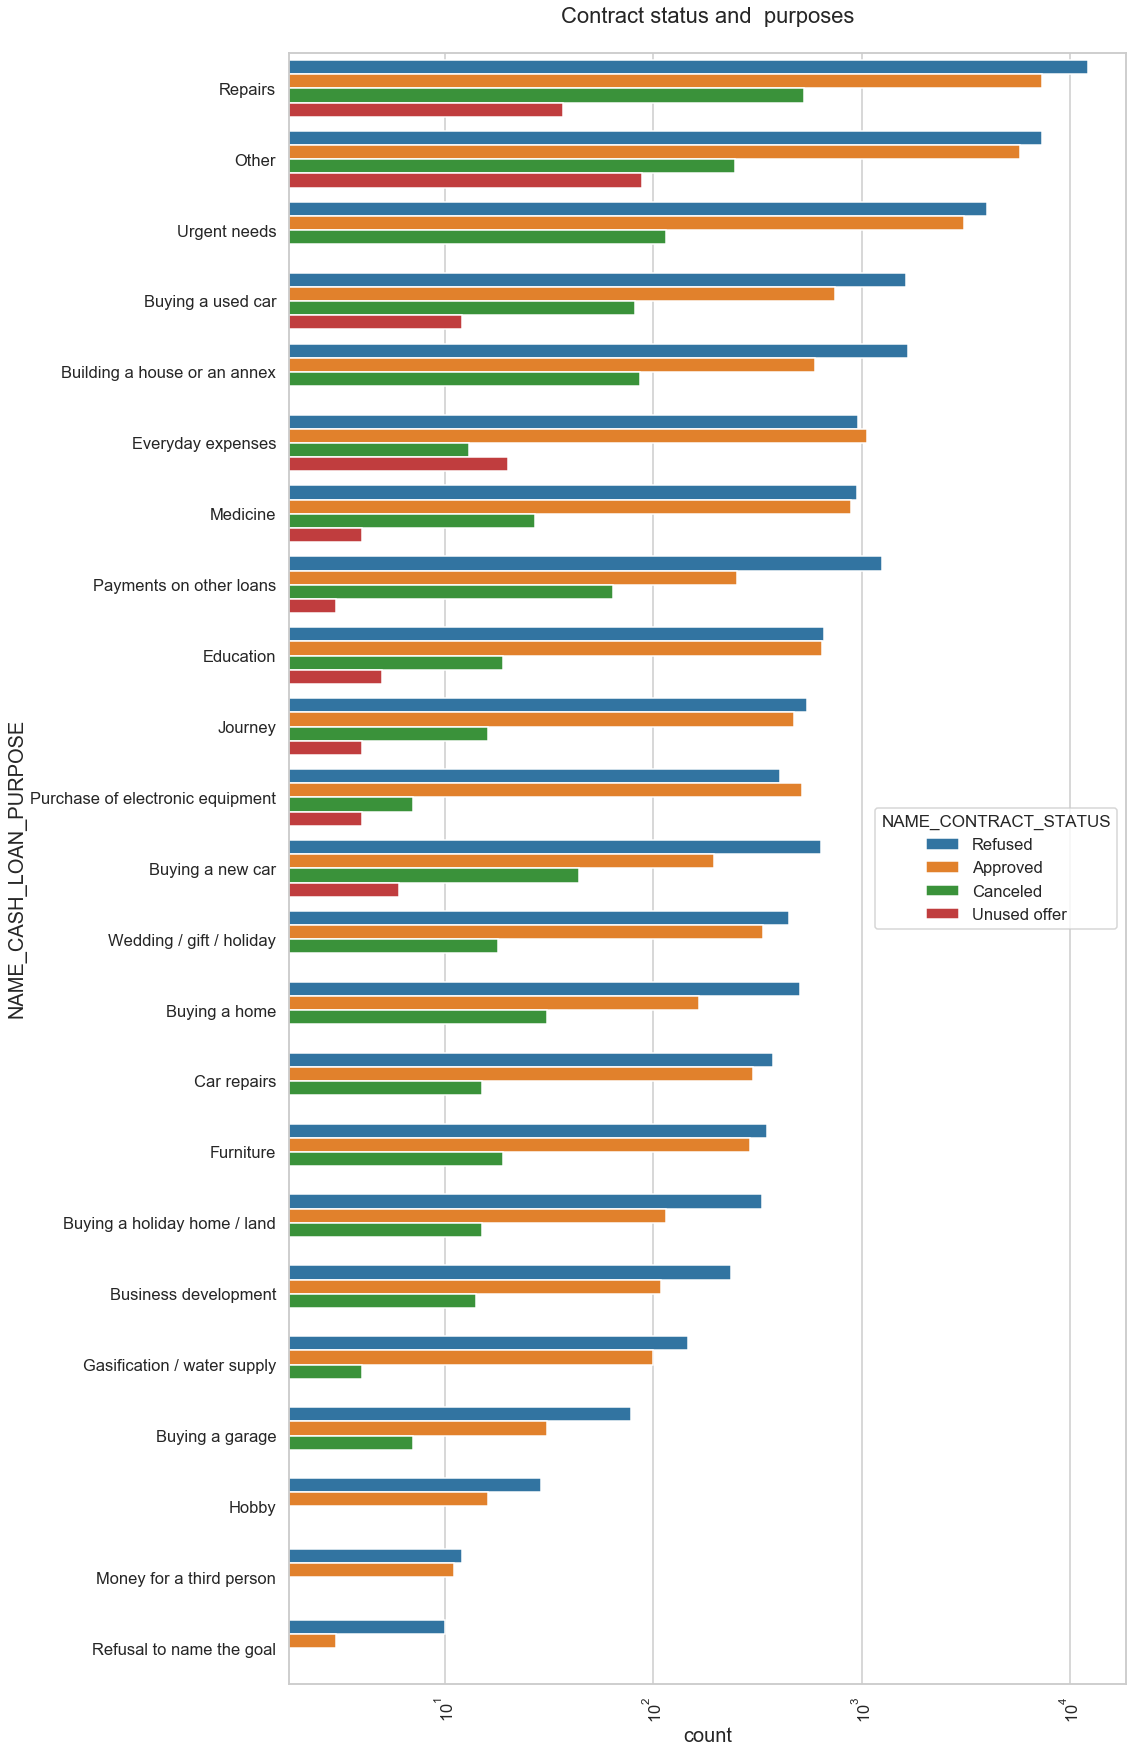 Contract status and  purposes
NAME_CASH_LOAN_PURPOSE
Repairs
Other
Urgent needs
Buying a used car
Building a house or an annex
Everyday expenses
Medicine
Payments on other loans
Education
Journey
Purchase of electronic equipment
Buying a new car
Wedding / gift / holiday
Buying a home
Car repairs
Furniture
Buying a holiday home / land
Business development
Gasification / water supply
Buying a garage
Hobby
Money for a third person
Refusal to name the goal
NAME_CONTRACT_STATUS
Refused
Approved
Canceled
Unused offer
10¹
10²
10³
10⁴
count